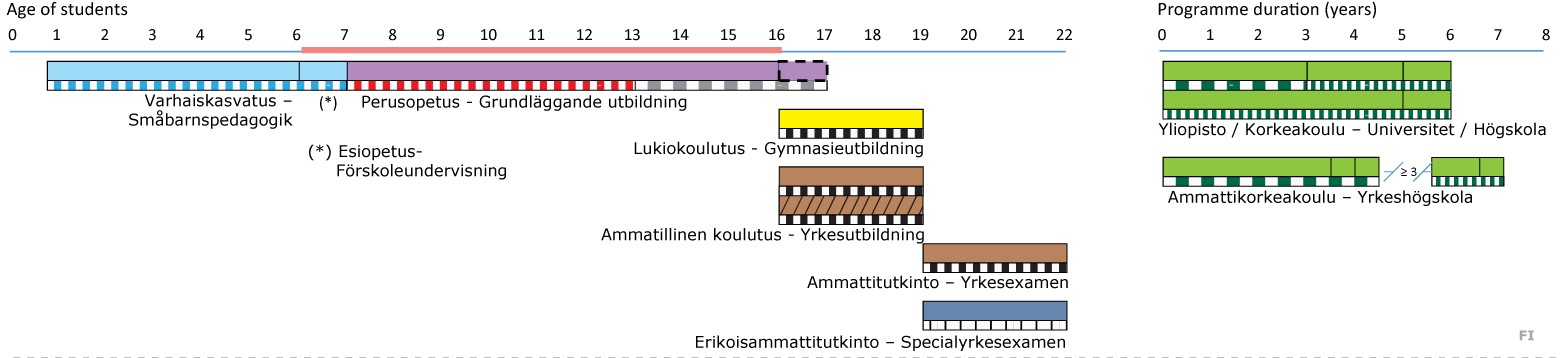 Age of students
Programme duration (years)
0 1 2 3 4 5 6 7 8 9 10 11 12 13 14 15 16 17 18 19 20 21 22
0 1 2 3 4 5 6 7 8
Varhaiskasvatus –
Småbarnspedagogik
(*)
Perusopetus - Grundläggande utbildning
(*) Esiopetus-
Förskoleundervisning
Lukiokoulutus - Gymnasieutbildning
Ammatillinen koulutus - Yrkesutbildning
Ammattitutkinto – Yrkesexamen
Erikoisammattitutkinto – Specialyrkesexamen
Yliopisto / Korkeakoulu – Universitet / Högskola
≥ 3
Ammattikorkeakoulu – Yrkeshögskola
FI